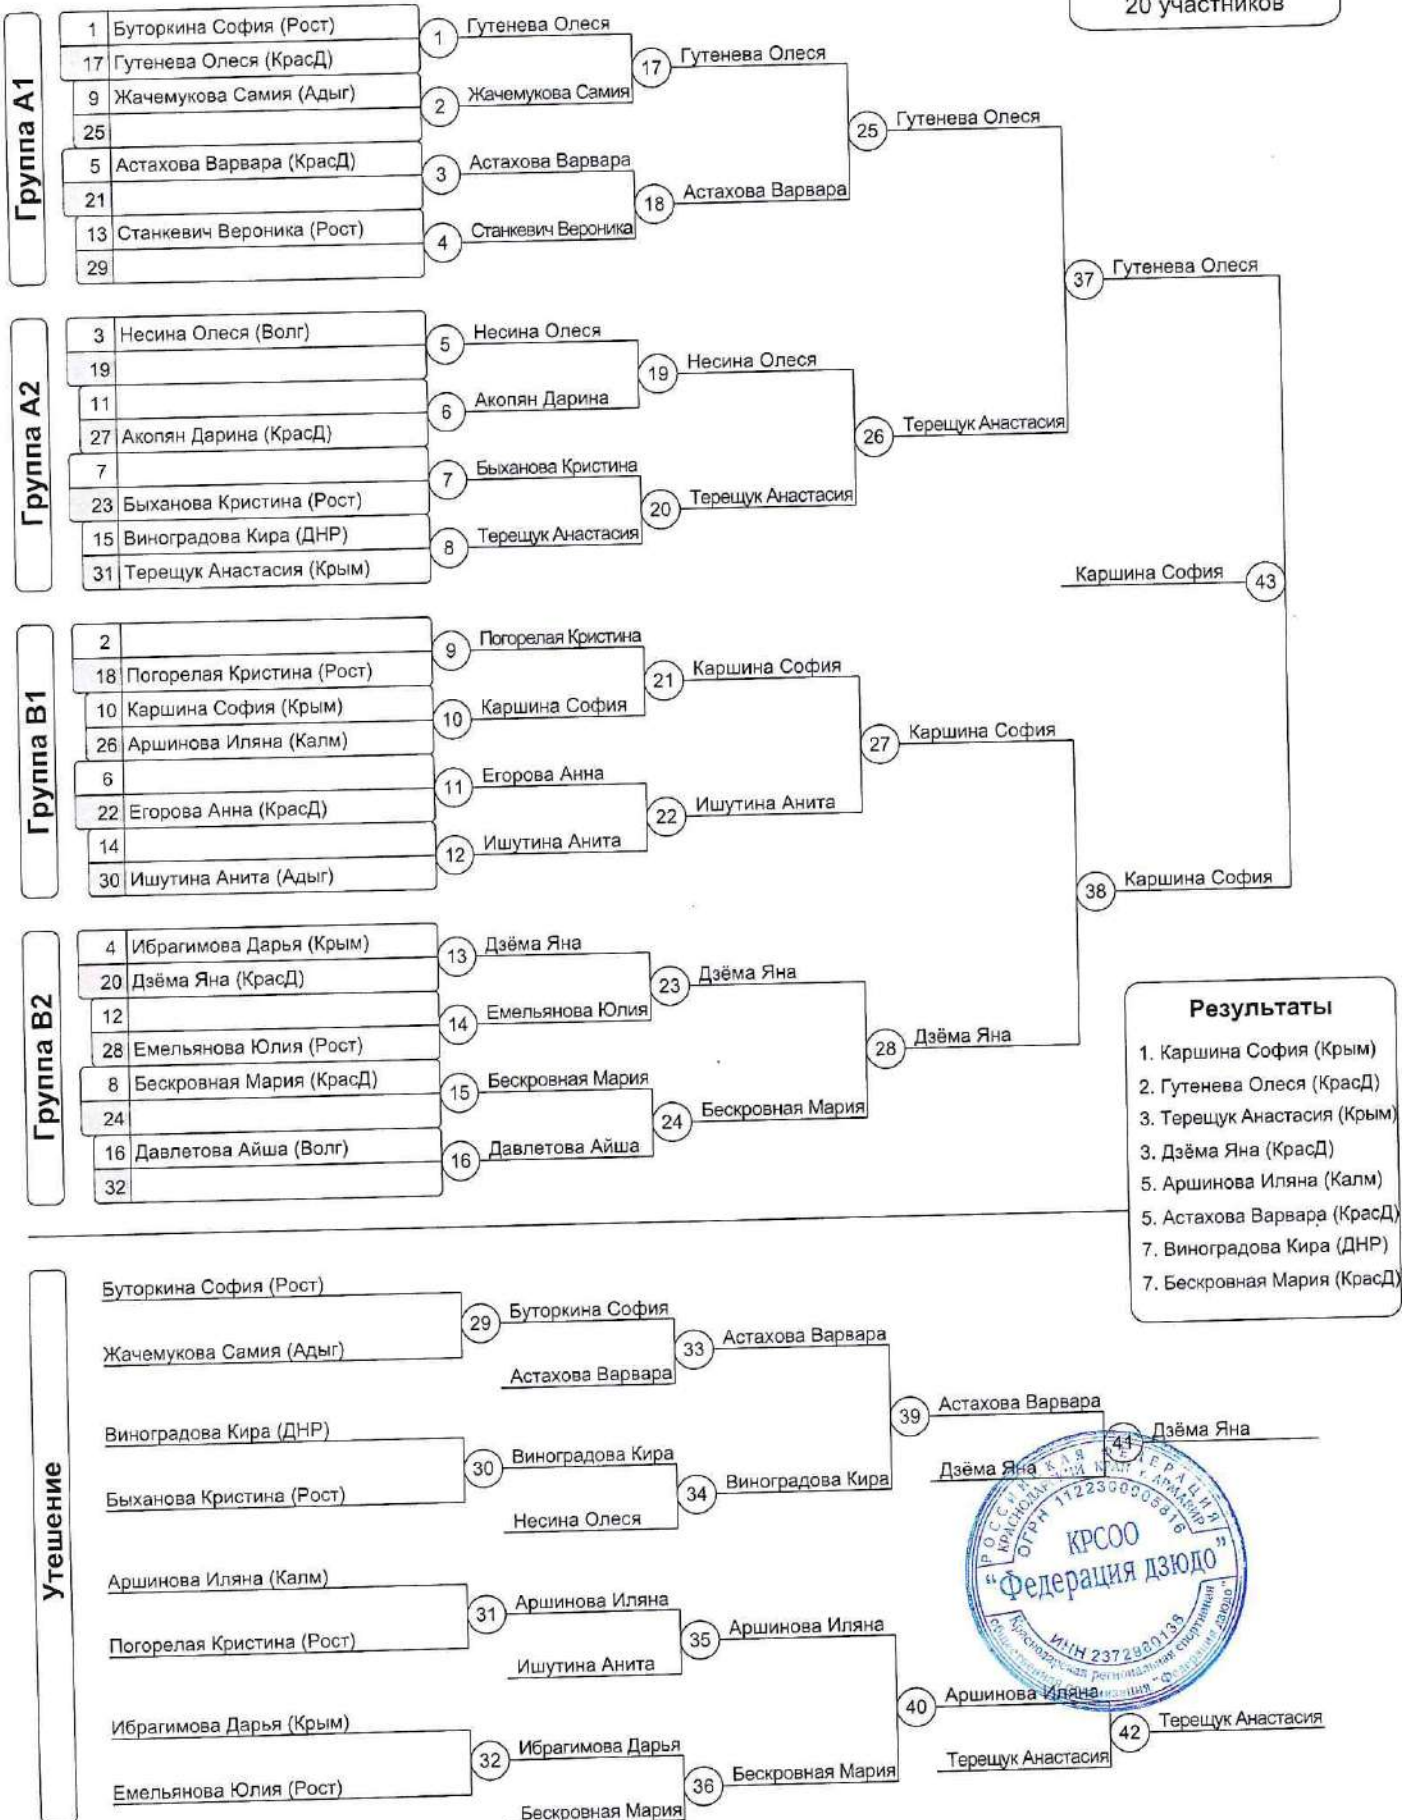 20 участников
Группа А1
1 Буторкина София (Рост)
17 Гутенева Олеся (КрасД)
9 Жачемукова Самия (Адыг)
25
5 Астахова Варвара (КрасД)
21
13 Станкевич Вероника (Рост)
29
1 Гутенева Олеся
2 Жачемукова Самия
3 Астахова Варвара
4 Станкевич Вероника
17 Гутенева Олеся
18 Астахова Варвара
25 Гутенева Олеся
Группа А2
3 Несина Олеся (Волг)
19
11
27 Акопян Дарина (КрасД)
7
23 Быханова Кристина (Рост)
15 Виноградова Кира (ДНР)
31 Терещук Анастасия (Крым)
5 Несина Олеся
6 Акопян Дарина
7 Быханова Кристина
8 Терещук Анастасия
19 Несина Олеся
20 Терещук Анастасия
26 Терещук Анастасия
37 Гутенева Олеся
Каршина София 43
Группа В1
2
18 Погорелая Кристина (Рост)
10 Каршина София (Крым)
26 Аршинова Иляна (Калм)
6
22 Егорова Анна (КрасД)
14
30 Ишутина Анита (Адыг)
9 Погорелая Кристина
10 Каршина София
11 Егорова Анна
12 Ишутина Анита
21 Каршина София
22 Ишутина Анита
27 Каршина София
38 Каршина София
Группа В2
4 Ибрагимова Дарья (Крым)
20 Дзёма Яна (КрасД)
12
28 Емельянова Юлия (Рост)
8 Бескровная Мария (КрасД)
24
16 Давлетова Айша (Волг)
32
13 Дзёма Яна
14 Емельянова Юлия
15 Бескровная Мария
16 Давлетова Айша
23 Дзёма Яна
24 Бескровная Мария
28 Дзёма Яна
Результаты
1. Каршина София (Крым)
2. Гутенева Олеся (КрасД)
3. Терещук Анастасия (Крым)
3. Дзёма Яна (КрасД)
5. Аршинова Иляна (Калм)
5. Астахова Варвара (КрасД)
7. Виноградова Кира (ДНР)
7. Бескровная Мария (КрасД)
Утешение
Буторкина София (Рост)
Жачемукова Самия (Адыг)
29 Буторкина София
Астахова Варвара
33 Астахова Варвара
Виноградова Кира (ДНР)
Быханова Кристина (Рост)
30 Виноградова Кира
Несина Олеся
34 Виноградова Кира
39 Астахова Варвара
Дзёма Яна
41 Дзёма Яна
Аршинова Иляна (Калм)
Погорелая Кристина (Рост)
31 Аршинова Иляна
Ишутина Анита
35 Аршинова Иляна
Ибрагимова Дарья (Крым)
Емельянова Юлия (Рост)
32 Ибрагимова Дарья
Бескровная Мария
36 Бескровная Мария
40 Аршинова Иляна
Терещук Анастасия
42 Терещук Анастасия
РОССИЙСКАЯ ФЕДЕРАЦИЯ
КРАСНОДАРСКИЙ КРАЙ г. АРМАВИР
КРСОО
"Федерация дзюдо"
Краснодарская региональная спортивная
общественная организация "Федерация дзюдо"